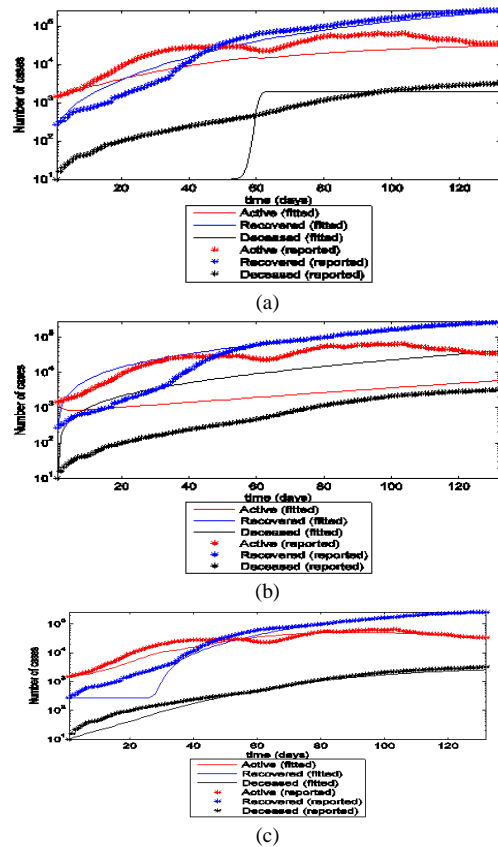 10^6
10^5
10^4
10^3
10^2
10^1
Number of cases
20
40
60
80
100
120
time (days)
Active (fitted)
Recovered (fitted)
Deceased (fitted)
Active (reported)
Recovered (reported)
Deceased (reported)
(a)
10^5
10^4
10^3
10^2
10^1
Number of cases
20
40
60
80
100
120
time (days)
Active (fitted)
Recovered (fitted)
Deceased (fitted)
Active (reported)
Recovered (reported)
Deceased (reported)
(b)
10^5
10^4
10^3
10^2
10^1
Number of cases
20
40
60
80
100
120
time (days)
Active (fitted)
Recovered (fitted)
Deceased (fitted)
Active (reported)
Recovered (reported)
Deceased (reported)
(c)